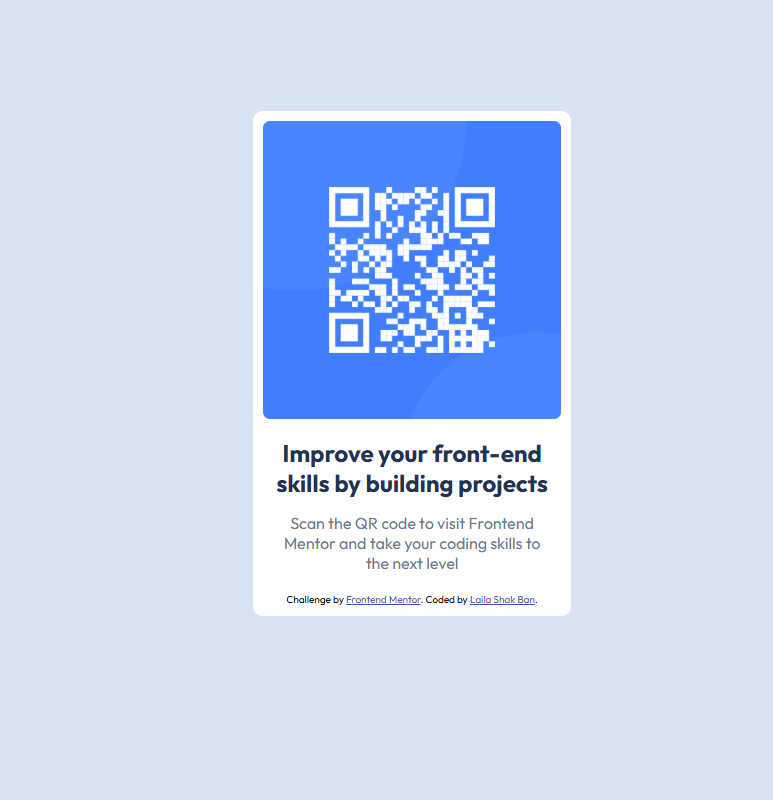 Improve your front-end
skills by building projects
Scan the QR code to visit Frontend
Mentor and take your coding skills to
the next level
Challenge by Frontend Mentor. Coded by Laila Shak Ban.